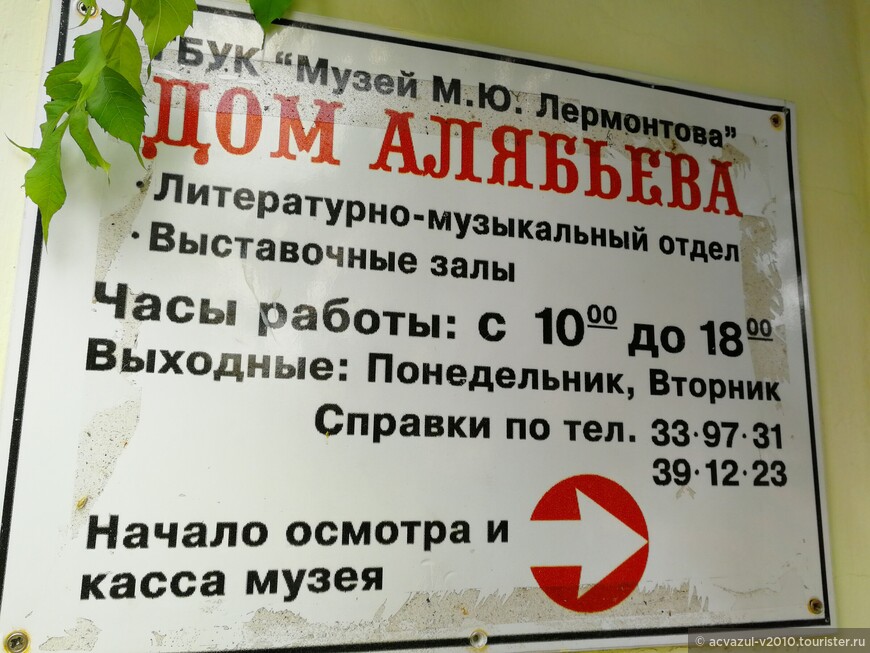 ГБУК “Музей М.Ю. Лермонтова”
ДОМ АЛЯБЬЕВА
· Литературно-музыкальный отдел
· Выставочные залы
Часы работы: с 10⁰⁰ до 18⁰⁰
Выходные: Понедельник, Вторник
Справки по тел. 33·97·31
39·12·23
Начало осмотра и
касса музея
© acvazul-v2010.tourister.ru